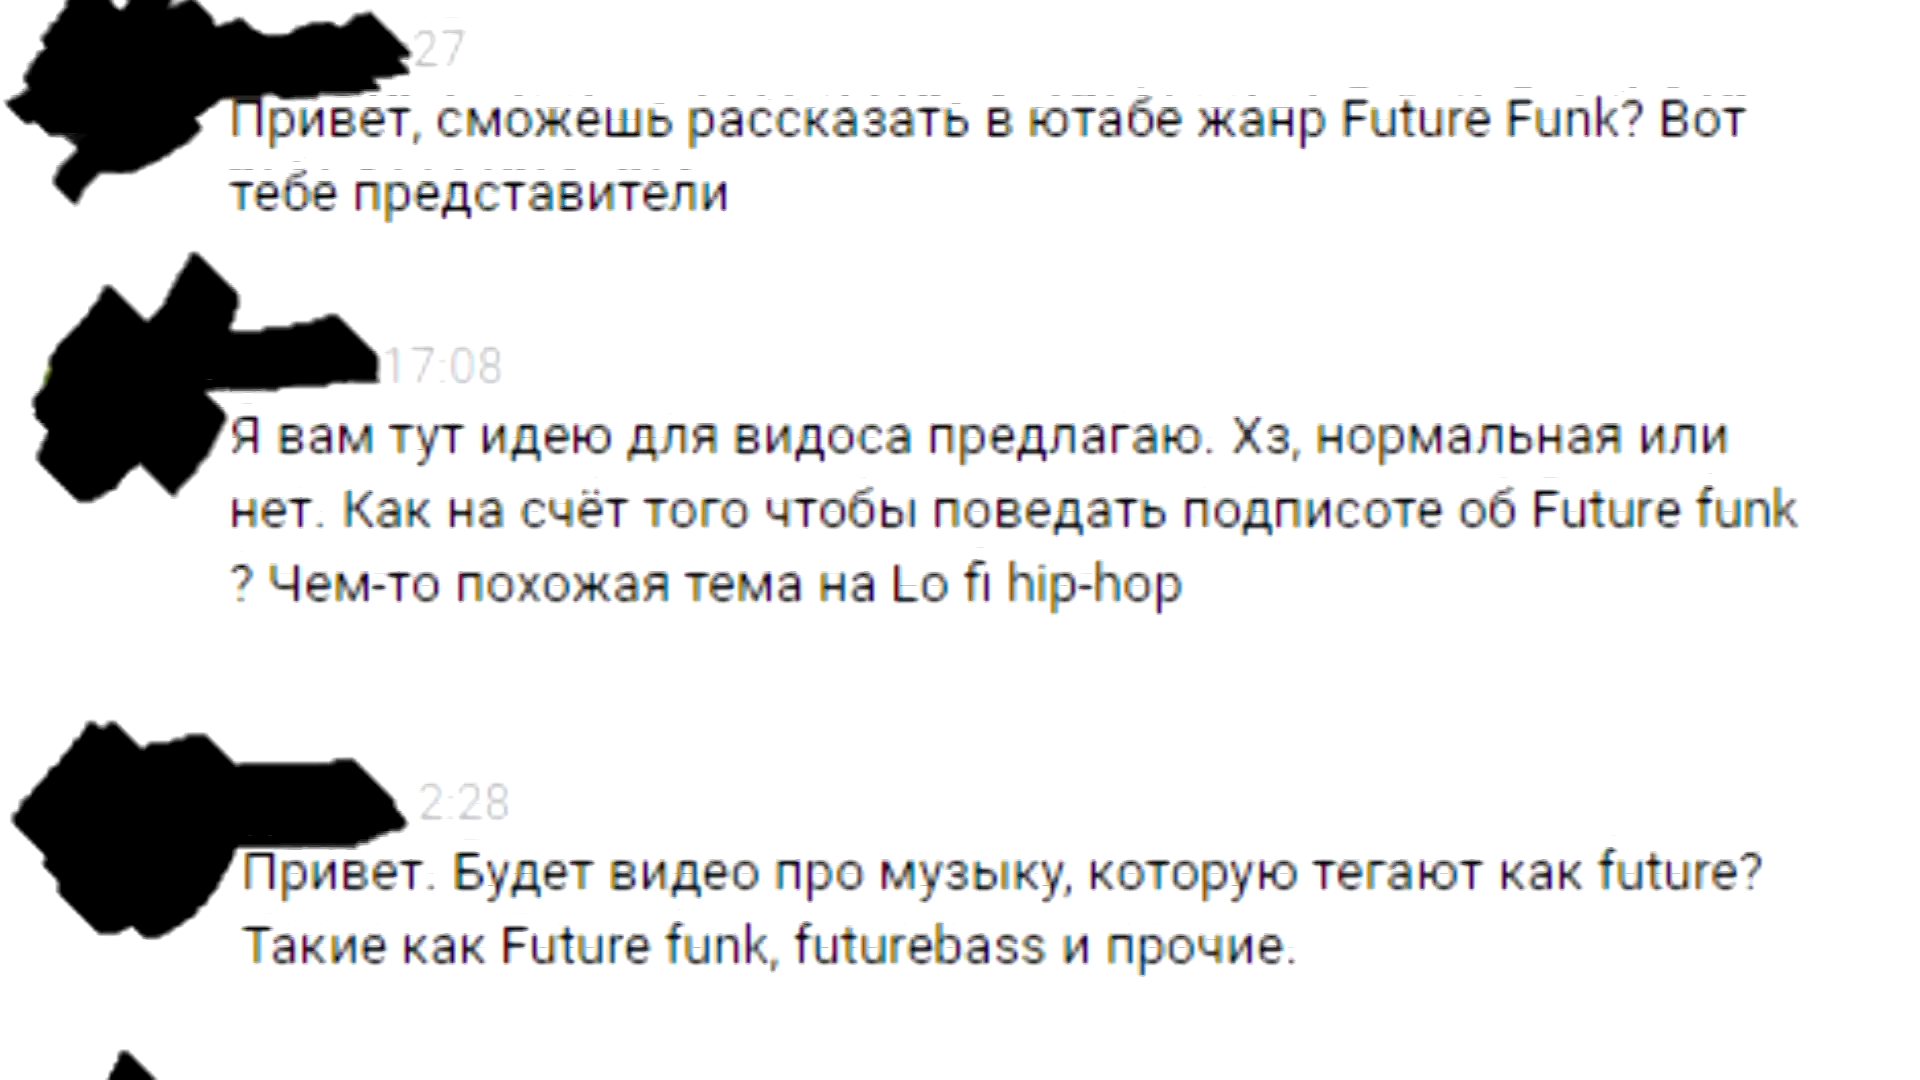 27
Привет, сможешь рассказать в ютабе жанр Future Funk? Вот
тебе представители
17:08
Я вам тут идею для видоса предлагаю. Хз, нормальная или
нет. Как на счёт того чтобы поведать подписоте об Future funk
? Чем-то похожая тема на Lo fi hip-hop
2:28
Привет. Будет видео про музыку, которую тегают как future?
Такие как Future funk, futurebass и прочие.